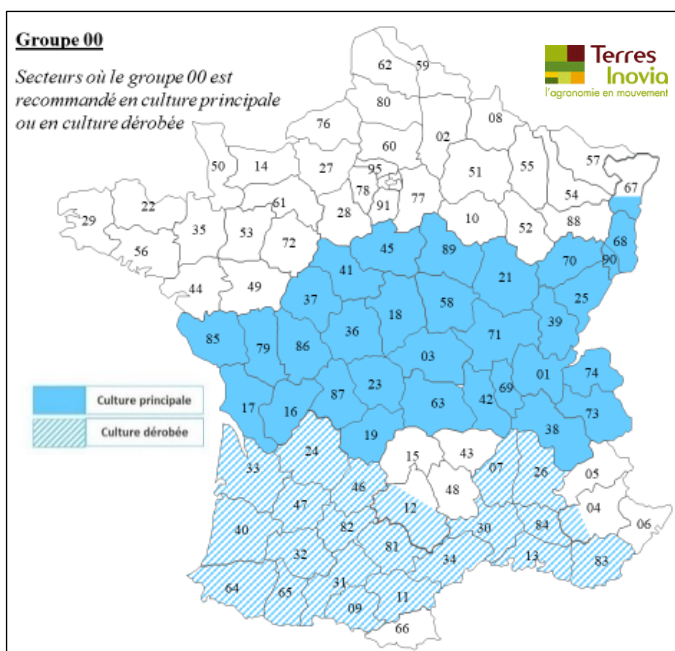 Groupe 00
Secteurs où le groupe 00 est
recommandé en culture principale
ou en culture dérobée
Terres
Inovia
l'agronomie en mouvement
62 59
80
76 02 08
60
50 14 27 95 51 55 57
78 54 67
61 77
29 22 35 28 91 10 88
53 52
56 72 68
45 89 70 90
41 21
44 49 25
37 18 58 39
36 71
85 79 86
03
01 74
23 69
87 63 42
17 16 73
38
19
43
24 15
33 07 26 05
46 48
47 12 04
40 82 30 84 06
81
32 34 13 83
31
64 65 11
09
66
Culture principale
Culture dérobée